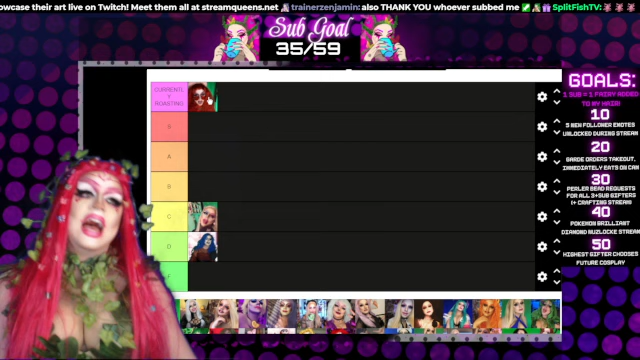 owcase their art live on Twitch! Meet them all at streamqueens.net trainerzenjamin: also THANK YOU whoever subbed me SplitFishTV:
Sub Goal
35/59
GOALS:
1 SUB = 1 FAIRY ADDED
TO MY HAIR!
10
5 NEW FOLLOWER EMOTES
UNLOCKED DURING STREAM
20
GARDE ORDERS TAKEOUT,
IMMEDIATELY EATS ON CAM
30
PERLER BEAD REQUESTS
FOR ALL 3+SUB GIFTERS
(+ CRAFTING STREAM)
40
POKEMON BRILLIANT
DIAMOND NUZLOCKE STREAM
50
HIGHEST GIFTER CHOOSES
FUTURE COSPLAY
CURRENTL
Y
ROASTING
S
A
B
C
D
F